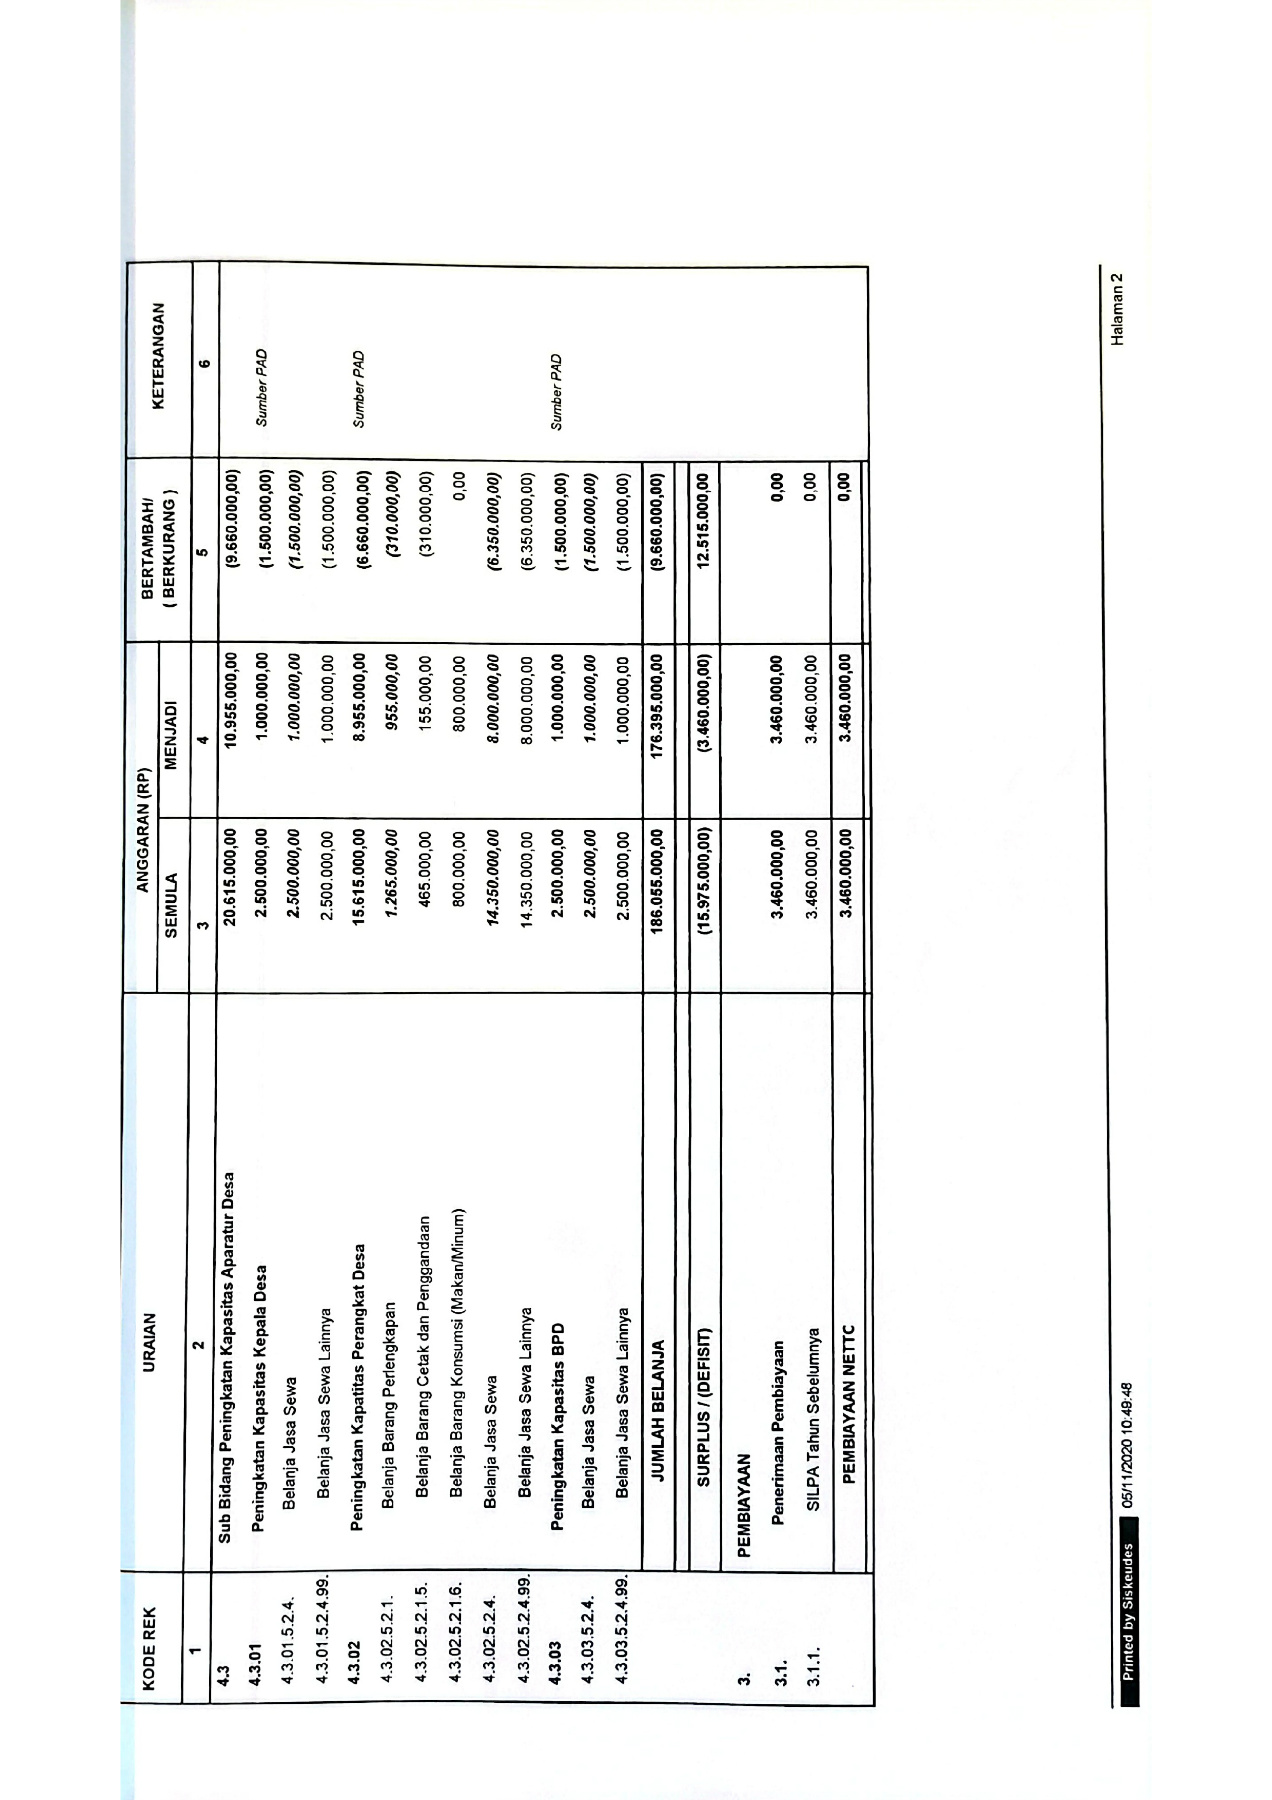 KODE REK URAIAN ANGGARAN (RP) BERTAMBAH/ ( BERKURANG ) KETERANGAN
SEMULA MENJADI
1 2 3 4 5 6
4.3 Sub Bidang Peningkatan Kapasitas Aparatur Desa 20.615.000,00 10.955.000,00 (9.660.000,00)
4.3.01 Peningkatan Kapasitas Kepala Desa 2.500.000,00 1.000.000,00 (1.500.000,00) Sumber PAD
4.3.01.5.2.4. Belanja Jasa Sewa 2.500.000,00 1.000.000,00 (1.500.000,00)
4.3.01.5.2.4.99. Belanja Jasa Sewa Lainnya 2.500.000,00 1.000.000,00 (1.500.000,00)
4.3.02 Peningkatan Kapatitas Perangkat Desa 15.615.000,00 8.955.000,00 (6.660.000,00) Sumber PAD
4.3.02.5.2.1. Belanja Barang Perlengkapan 1.265.000,00 955.000,00 (310.000,00)
4.3.02.5.2.1.5. Belanja Barang Cetak dan Penggandaan 465.000,00 155.000,00 (310.000,00)
4.3.02.5.2.1.6. Belanja Barang Konsumsi (Makan/Minum) 800.000,00 800.000,00 0,00
4.3.02.5.2.4. Belanja Jasa Sewa 14.350.000,00 8.000.000,00 (6.350.000,00)
4.3.02.5.2.4.99. Belanja Jasa Sewa Lainnya 14.350.000,00 8.000.000,00 (6.350.000,00)
4.3.03 Peningkatan Kapasitas BPD 2.500.000,00 1.000.000,00 (1.500.000,00) Sumber PAD
4.3.03.5.2.4. Belanja Jasa Sewa 2.500.000,00 1.000.000,00 (1.500.000,00)
4.3.03.5.2.4.99. Belanja Jasa Sewa Lainnya 2.500.000,00 1.000.000,00 (1.500.000,00)
JUMLAH BELANJA 186.055.000,00 176.395.000,00 (9.660.000,00)
SURPLUS / (DEFISIT) (15.975.000,00) (3.460.000,00) 12.515.000,00
3. PEMBIAYAAN
3.1. Penerimaan Pembiayaan 3.460.000,00 3.460.000,00 0,00
3.1.1. SILPA Tahun Sebelumnya 3.460.000,00 3.460.000,00 0,00
PEMBIAYAAN NETTC 3.460.000,00 3.460.000,00 0,00
Printed by Siskeudes 05/11/2020 10:49:48 Halaman 2